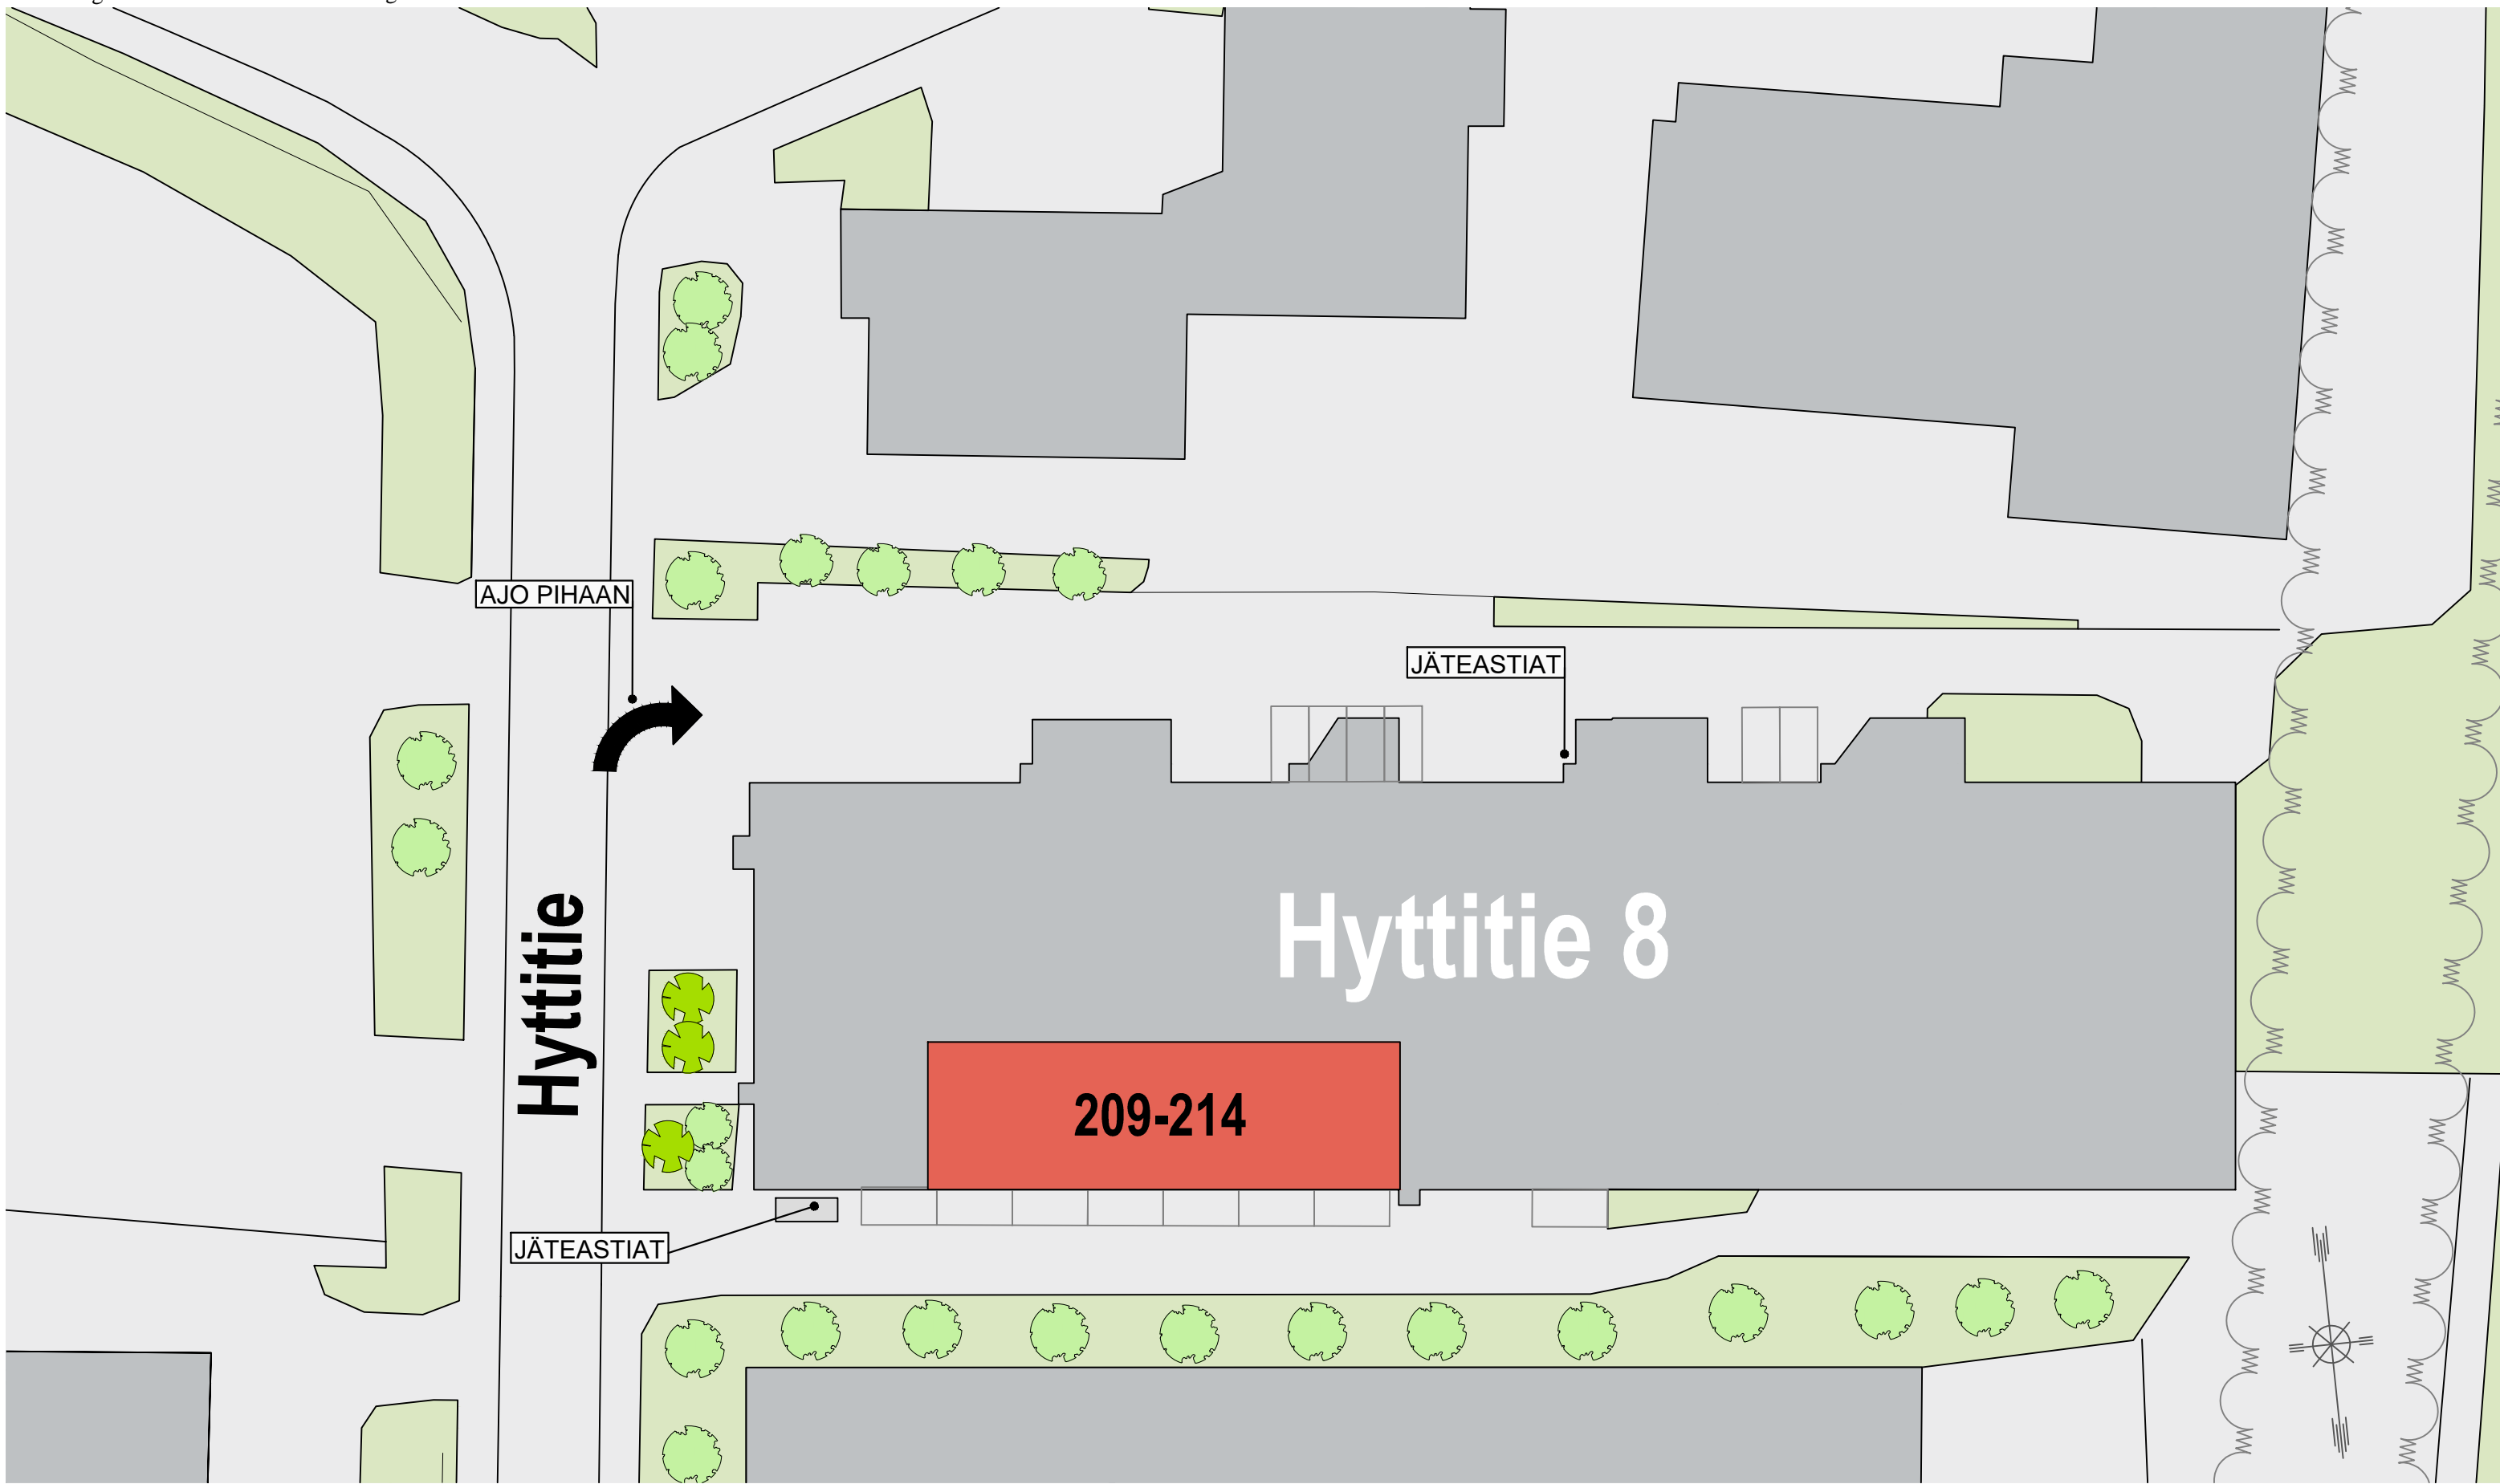 AJO PIHAAN
JÄTEASTIAT
Hyttitie
Hyttitie 8
209-214
JÄTEASTIAT